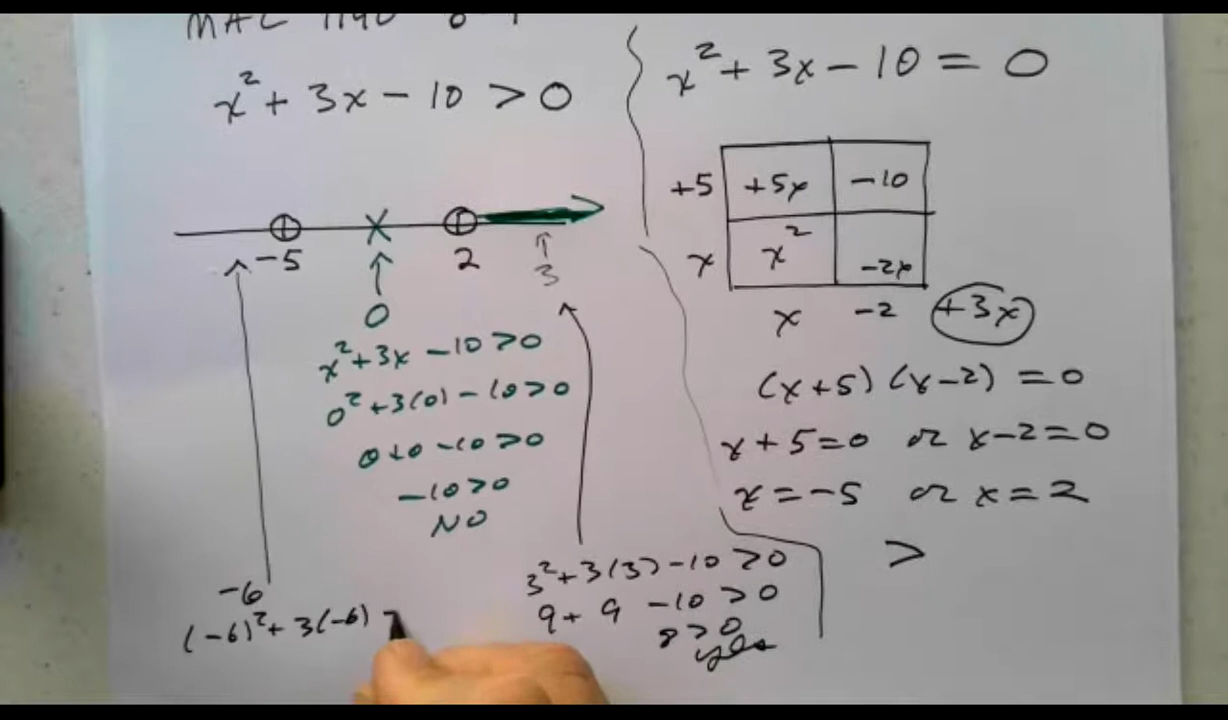 MAC 1140
x² + 3x - 10 > 0
-5 2 3
0
x² + 3x - 10 > 0
0² + 3(0) - 10 > 0
0 + 0 - 10 > 0
-10 > 0
NO
-6
(-6)² + 3(-6) -
3² + 3(3) - 10 > 0
9 + 9 - 10 > 0
8 > 0
yes
x² + 3x - 10 = 0
+5 +5x -10
x x² -2x
x -2 +3x
(x+5) (x-2) = 0
x + 5 = 0 or x - 2 = 0
x = -5 or x = 2
>